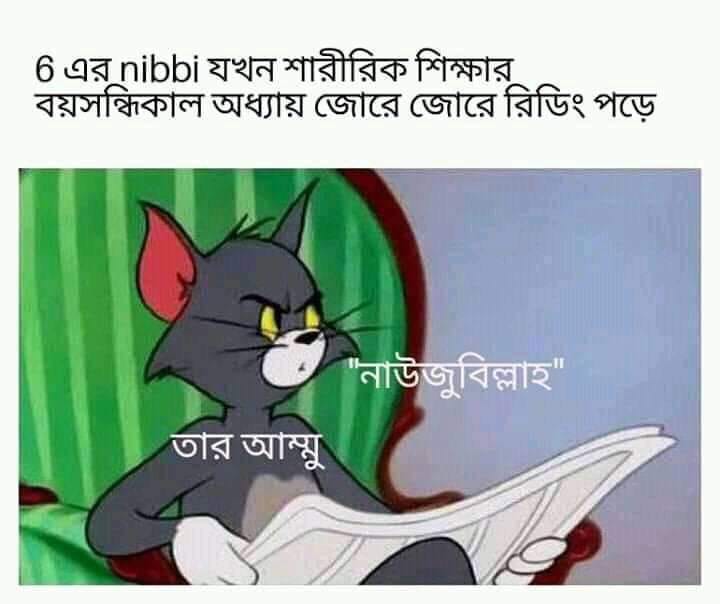 6 এর nibbi যখন শারীরিক শিক্ষার
বয়সন্ধিকাল অধ্যায় জোরে জোরে রিডিং পড়ে
"নাউজুবিল্লাহ"
তার আম্মু